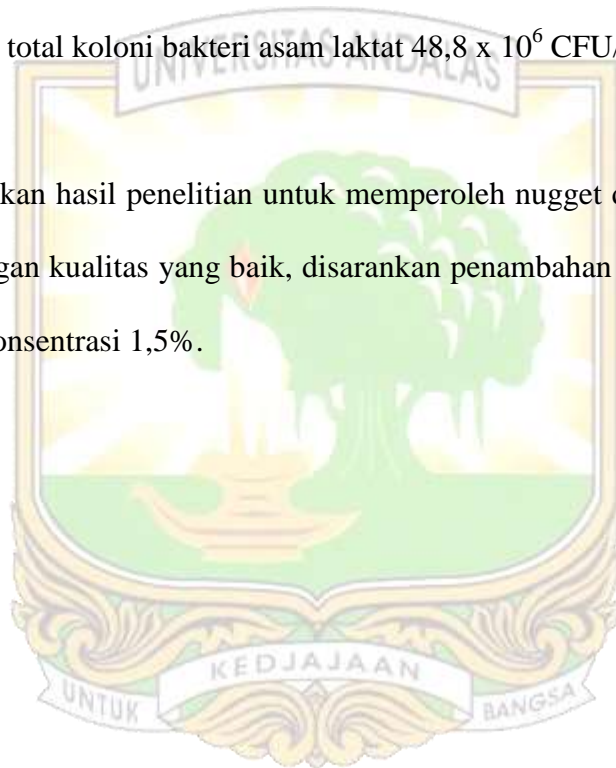 total koloni bakteri asam laktat 48,8 x 10⁶ CFU/
UNIVERSITAS ANDALAS
kan hasil penelitian untuk memperoleh nugget
gan kualitas yang baik, disarankan penambahan
onsentrasi 1,5%.
KEDJAJAAN
UNTUK BANGSA